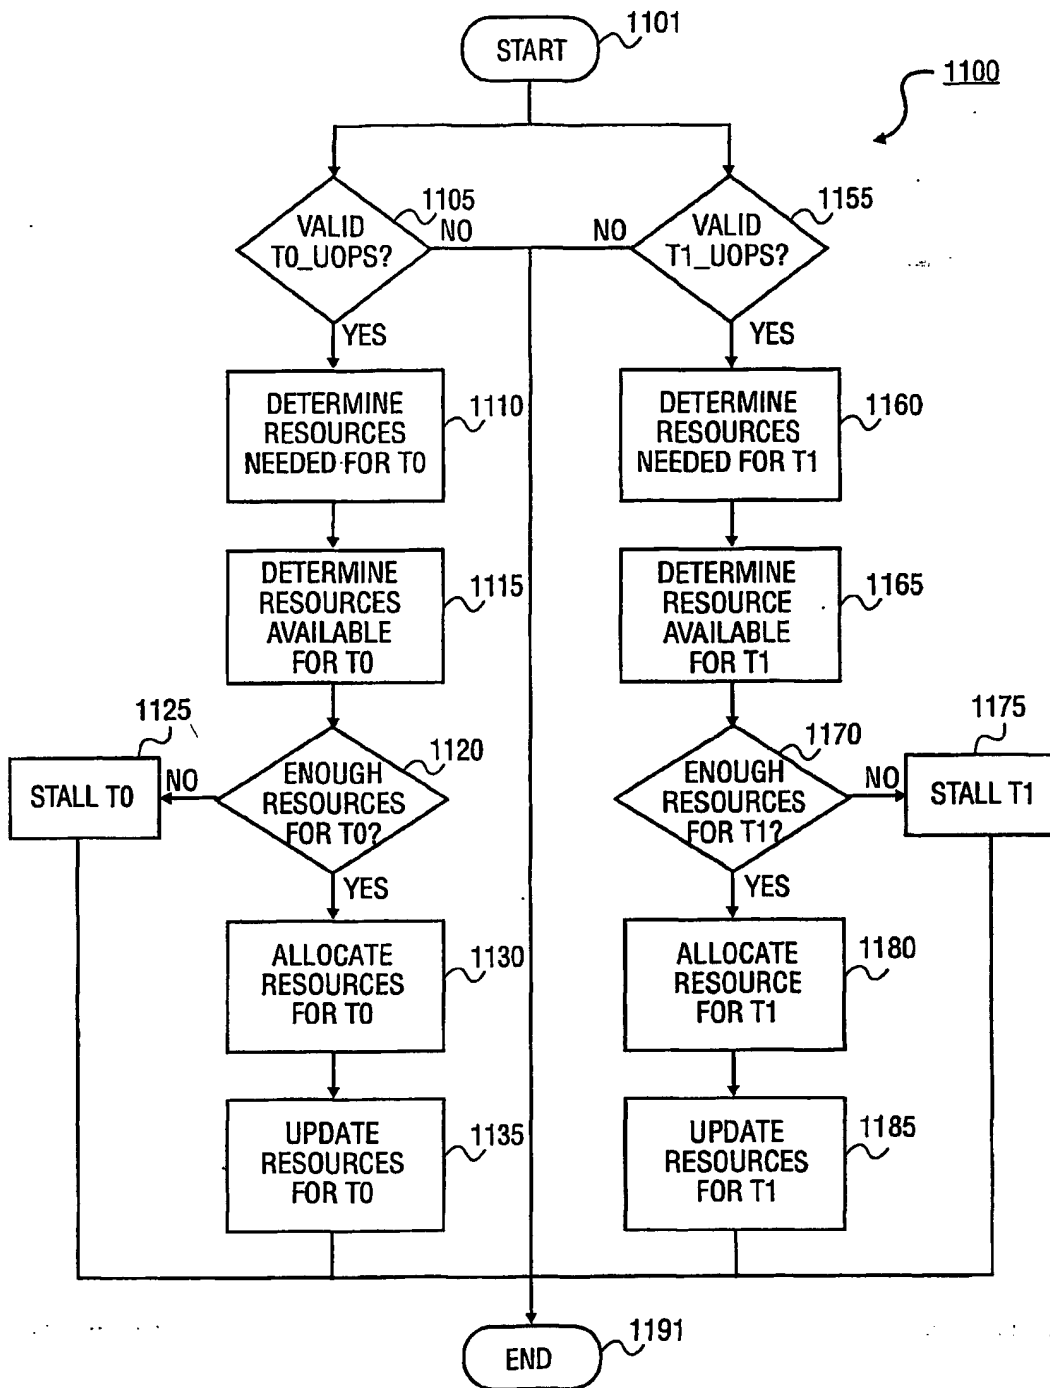 1101
START
1100
1105
VALID
T0_UOPS?
NO
NO
1155
VALID
T1_UOPS?
YES
YES
DETERMINE
RESOURCES
NEEDED FOR T0
1110
DETERMINE
RESOURCES
NEEDED FOR T1
1160
DETERMINE
RESOURCES
AVAILABLE
FOR T0
1115
DETERMINE
RESOURCE
AVAILABLE
FOR T1
1165
1125
STALL T0
NO
1120
ENOUGH
RESOURCES
FOR T0?
1170
ENOUGH
RESOURCES
FOR T1?
NO
1175
STALL T1
YES
YES
ALLOCATE
RESOURCES
FOR T0
1130
ALLOCATE
RESOURCE
FOR T1
1180
UPDATE
RESOURCES
FOR T0
1135
UPDATE
RESOURCES
FOR T1
1185
END
1191